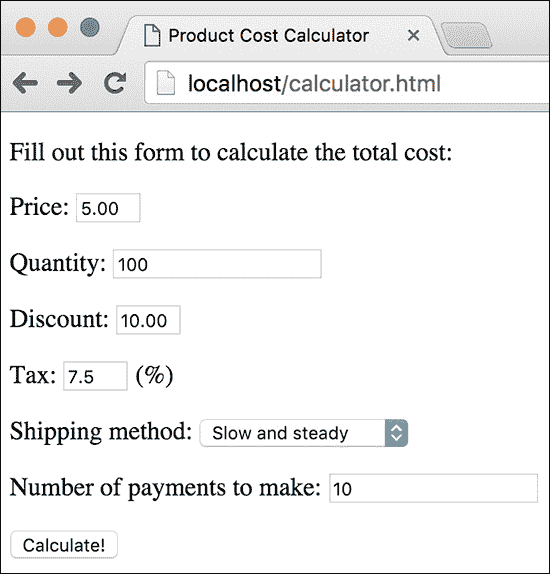 Product Cost Calculator
localhost/calculator.html
Fill out this form to calculate the total cost:
Price: 5.00
Quantity: 100
Discount: 10.00
Tax: 7.5 (%)
Shipping method: Slow and steady
Number of payments to make: 10
Calculate!